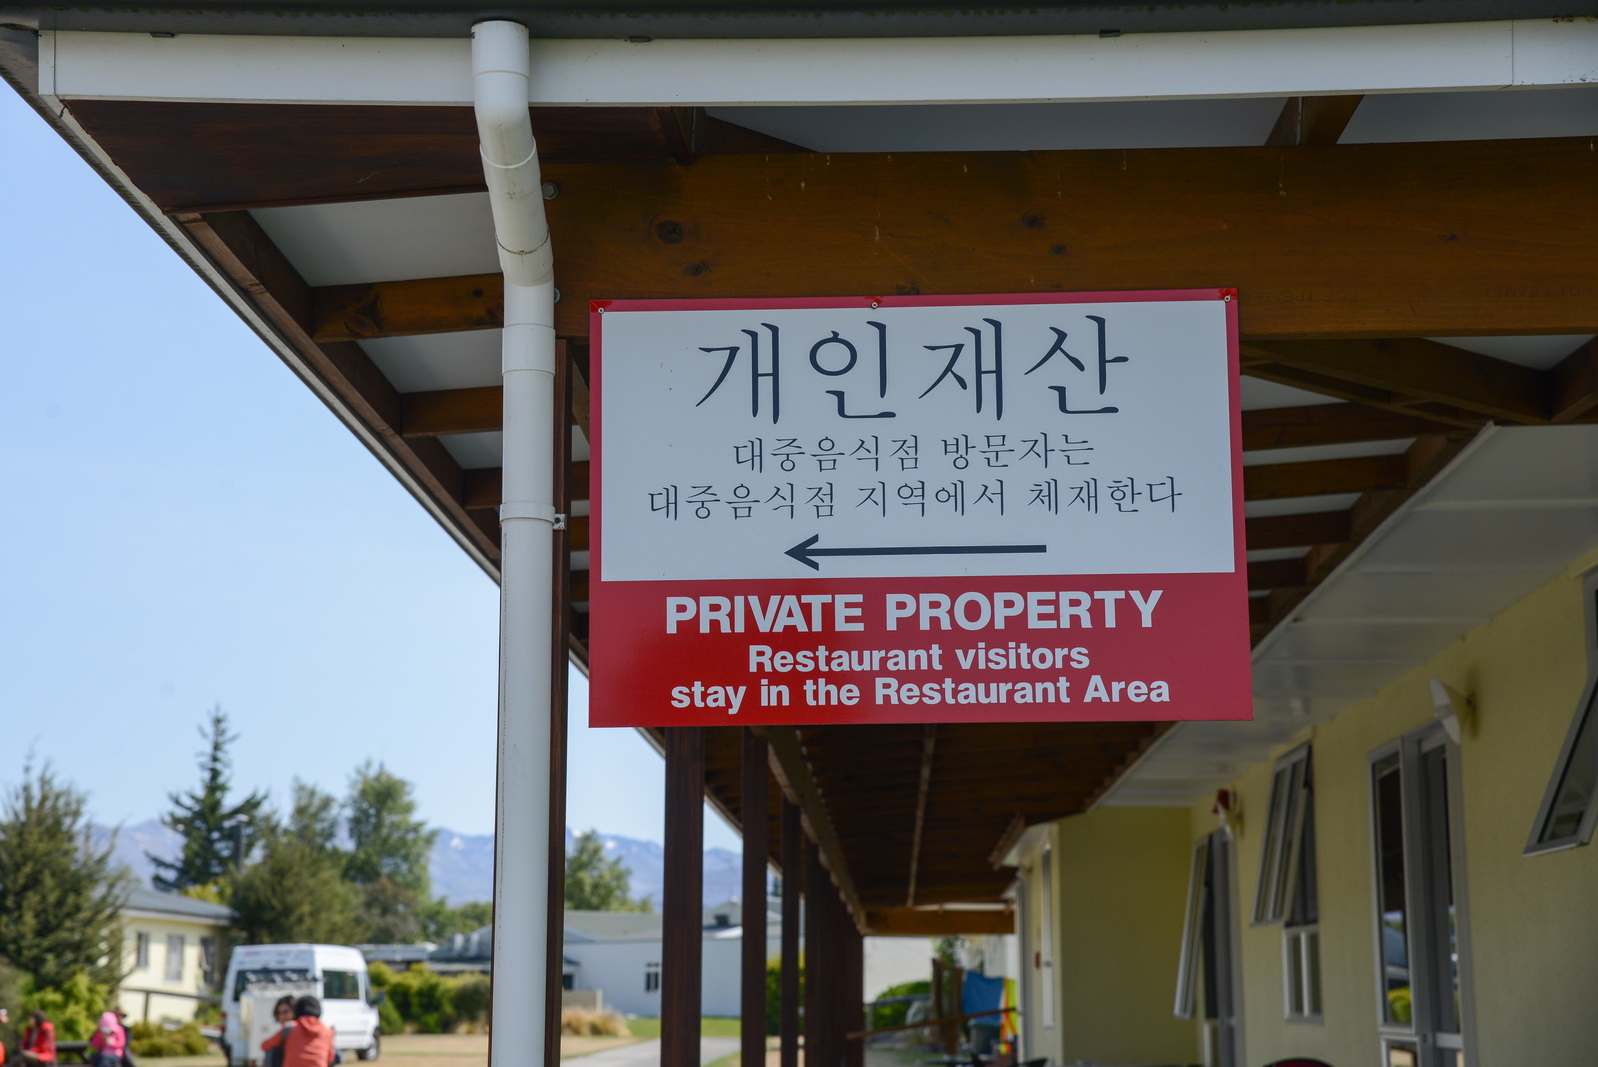 개인재산
대중음식점 방문자는
대중음식점 지역에서 체재한다
PRIVATE PROPERTY
Restaurant visitors
stay in the Restaurant Area